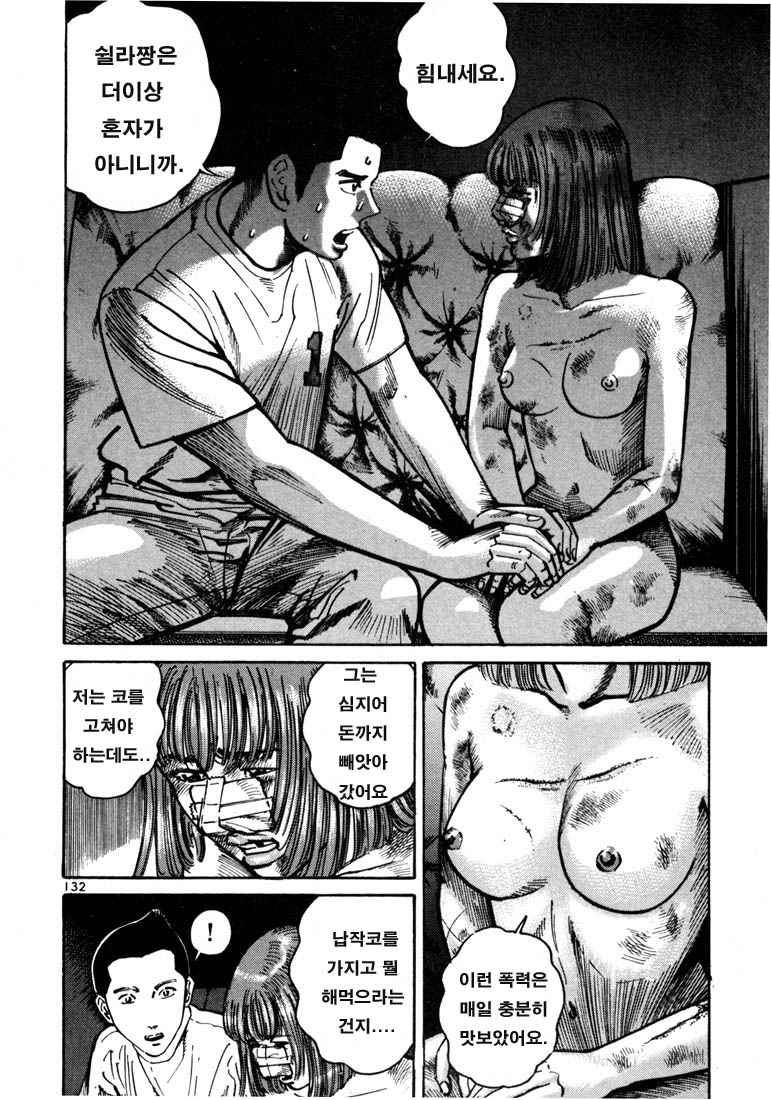 힘내세요.
쉴라짱은
더이상
혼자가
아니니까.
이런 폭력은
매일 충분히
맛보았어요.
그는
심지어
돈까지
빼앗아
갔어요
저는 코를
고쳐야
하는데도..
132
납작코를
가지고 뭘
해먹으라는
건지....
!
1